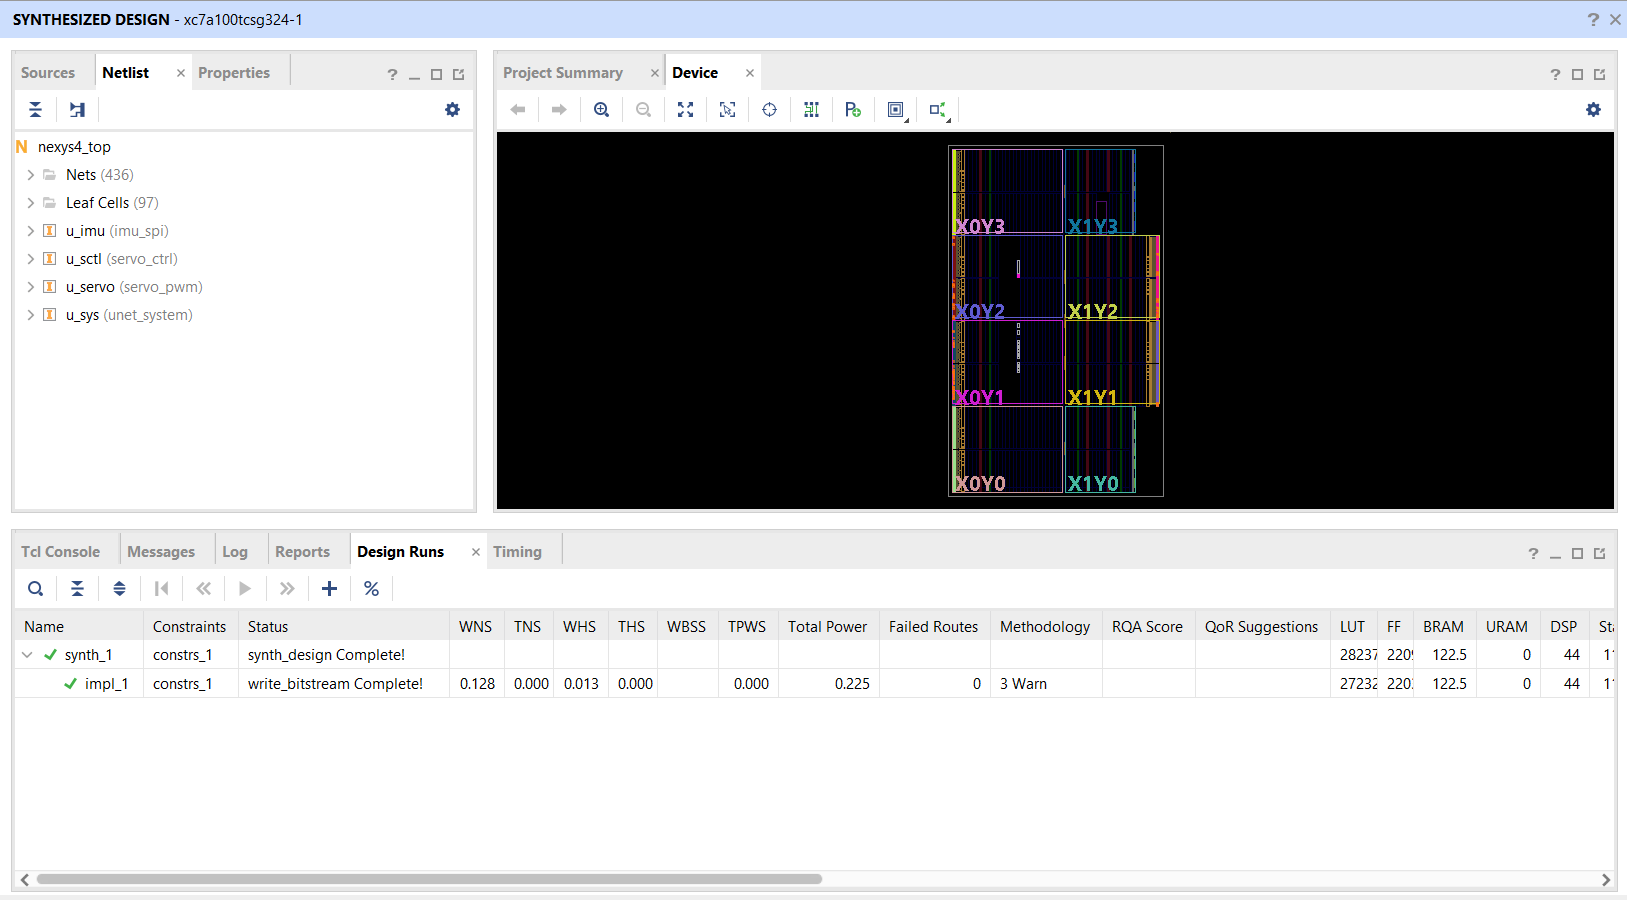 SYNTHESIZED DESIGN - xc7a100tcsg324-1
Sources Netlist Properties
nexys4_top
Nets (436)
Leaf Cells (97)
u_imu (imu_spi)
u_sctl (servo_ctrl)
u_servo (servo_pwm)
u_sys (unet_system)
Project Summary Device
X0Y3 X1Y3
X0Y2 X1Y2
X0Y1 X1Y1
X0Y0 X1Y0
Tcl Console Messages Log Reports Design Runs Timing
Name Constraints Status WNS TNS WHS THS WBSS TPWS Total Power Failed Routes Methodology RQA Score QoR Suggestions LUT FF BRAM URAM DSP
synth_1 constrs_1 synth_design Complete! 28237 122.5 0 44
impl_1 constrs_1 write_bitstream Complete! 0.128 0.000 0.013 0.000 0.000 0.225 0 3 Warn 27232 122.5 0 44